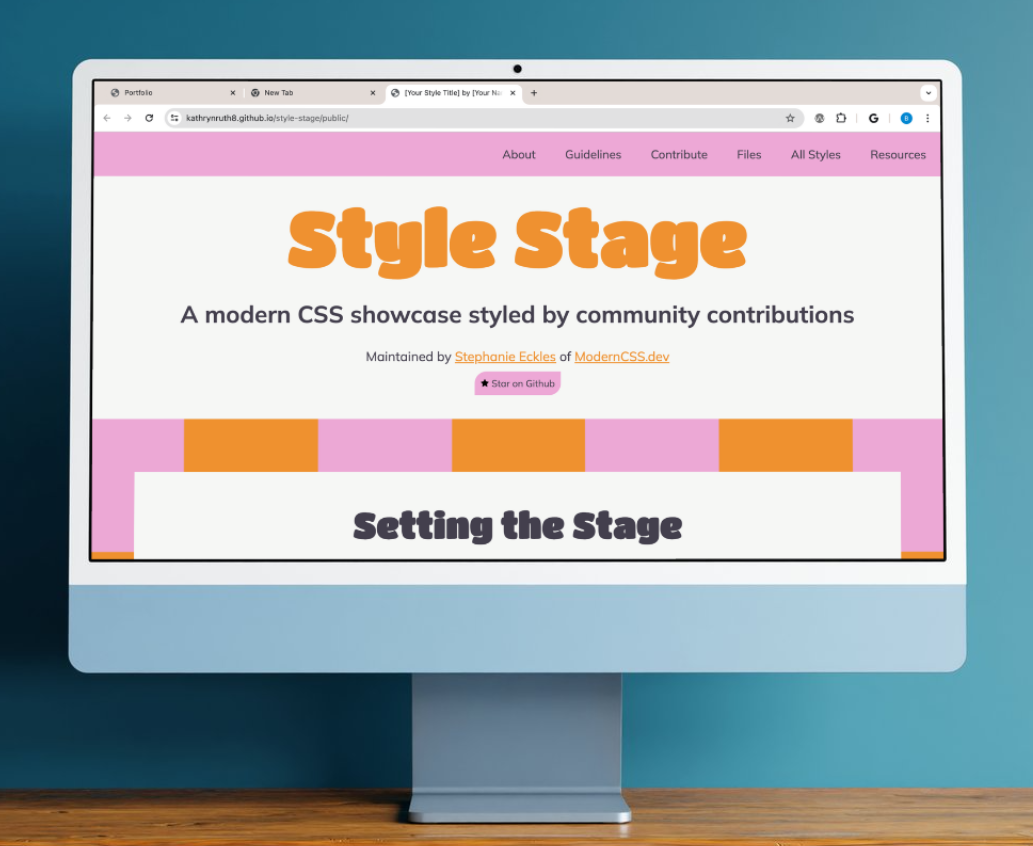 Portfolio
New Tab
[Your Style Title] by [Your Na
kathrynruth8.github.io/style-stage/public/
G
B
About
Guidelines
Contribute
Files
All Styles
Resources
Style Stage
A modern CSS showcase styled by community contributions
Maintained by Stephanie Eckles of ModernCSS.dev
★ Star on Github
Setting the Stage